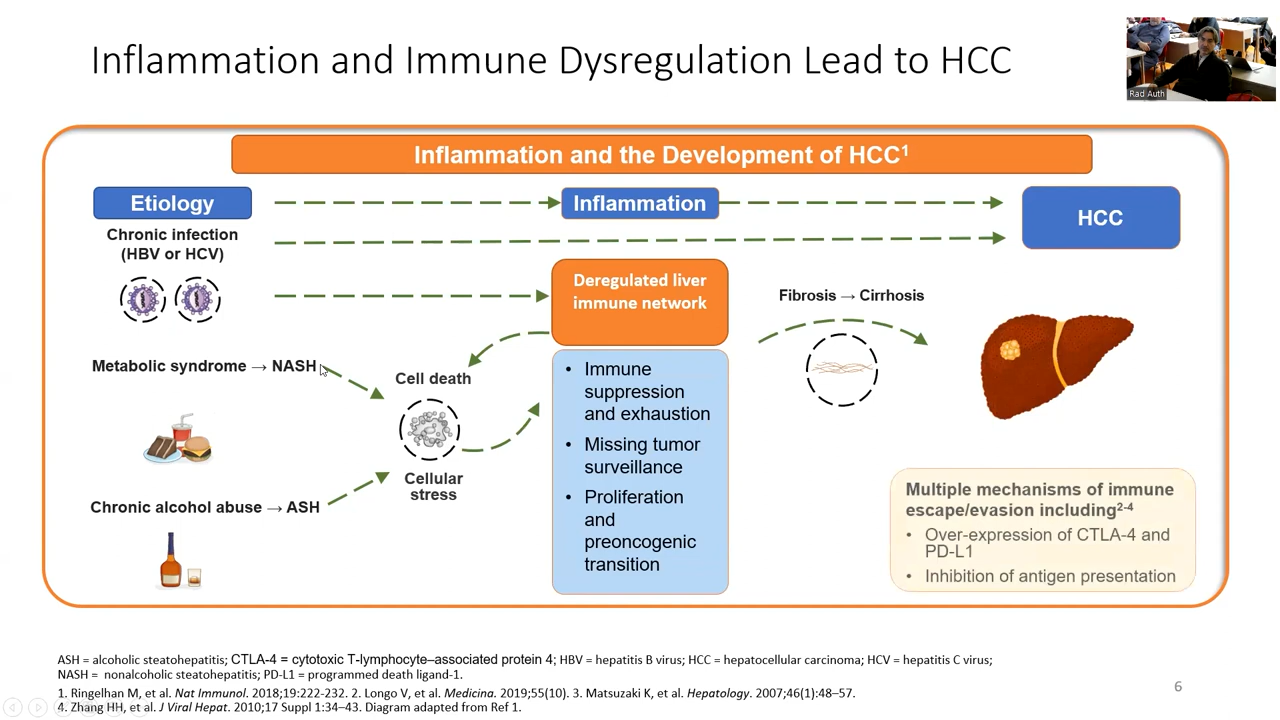 Inflammation and Immune Dysregulation Lead to HCC
Rad Auth
Inflammation and the Development of HCC¹
Etiology
Inflammation
HCC
Chronic infection
(HBV or HCV)
Deregulated liver
immune network
Fibrosis → Cirrhosis
Metabolic syndrome → NASH
Cell death
• Immune
suppression
and exhaustion
• Missing tumor
surveillance
• Proliferation
and
preoncogenic
transition
Cellular
stress
Chronic alcohol abuse → ASH
Multiple mechanisms of immune
escape/evasion including²⁻⁴
• Over-expression of CTLA-4 and
PD-L1
• Inhibition of antigen presentation
ASH = alcoholic steatohepatitis; CTLA-4 = cytotoxic T-lymphocyte–associated protein 4; HBV = hepatitis B virus; HCC = hepatocellular carcinoma; HCV = hepatitis C virus;
NASH = nonalcoholic steatohepatitis; PD-L1 = programmed death ligand-1.
1. Ringelhan M, et al. Nat Immunol. 2018;19:222-232. 2. Longo V, et al. Medicina. 2019;55(10). 3. Matsuzaki K, et al. Hepatology. 2007;46(1):48–57.
4. Zhang HH, et al. J Viral Hepat. 2010;17 Suppl 1:34–43. Diagram adapted from Ref 1.
6